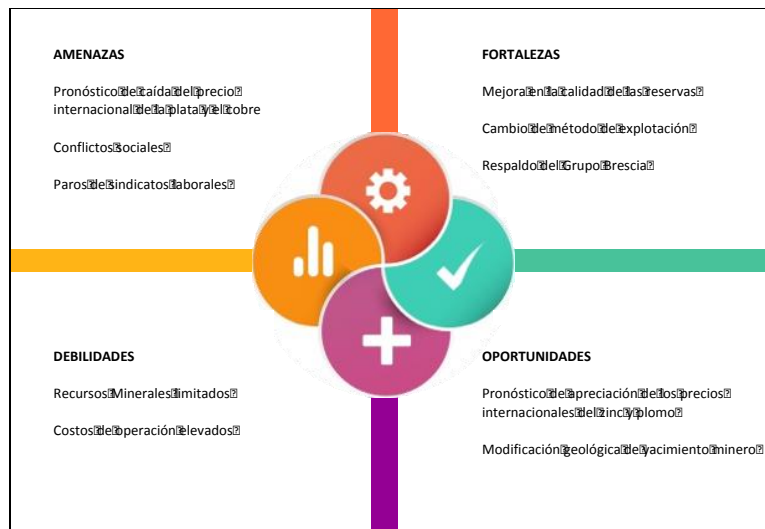 AMENAZAS
Pronóstico de caída del precio
internacional de la plata y el cobre
Conflictos sociales
Paros de sindicatos laborales
FORTALEZAS
Mejora en la calidad de las reservas
Cambio de método de explotación
Respaldo del Grupo Brescia
DEBILIDADES
Recursos Minerales limitados
Costos de operación elevados
OPORTUNIDADES
Pronóstico de apreciación de los precios
internacionales del zinc y plomo
Modificación geológica de yacimiento minero